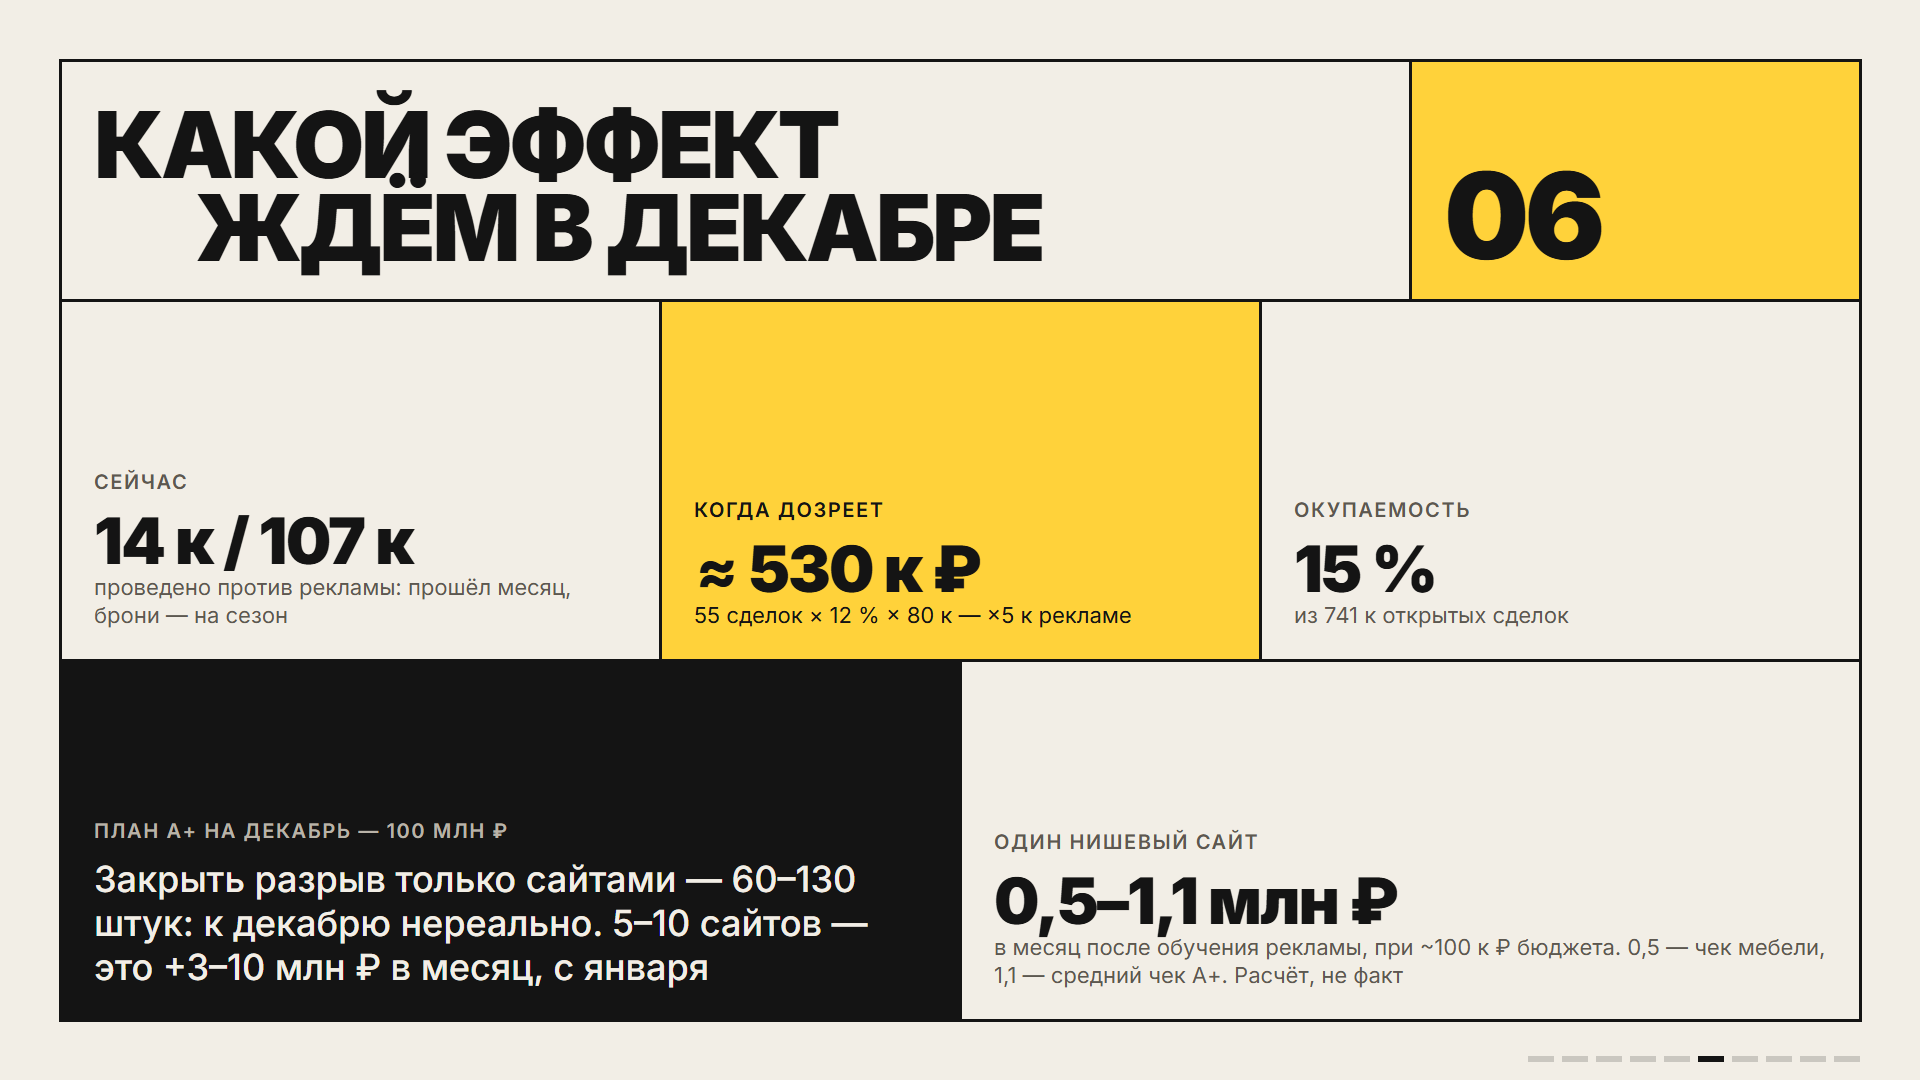 КАКОЙ ЭФФЕКТ
ЖДЁМ В ДЕКАБРЕ
06
СЕЙЧАС
14 к / 107 к
проведено против рекламы: прошёл месяц,
брони — на сезон
КОГДА ДОЗРЕЕТ
≈ 530 к ₽
55 сделок × 12 % × 80 к — ×5 к рекламе
ОКУПАЕМОСТЬ
15 %
из 741 к открытых сделок
ПЛАН А+ НА ДЕКАБРЬ — 100 МЛН ₽
Закрыть разрыв только сайтами — 60–130
штук: к декабрю нереально. 5–10 сайтов —
это +3–10 млн ₽ в месяц, с января
ОДИН НИШЕВЫЙ САЙТ
0,5–1,1 млн ₽
в месяц после обучения рекламы, при ~100 к ₽ бюджета. 0,5 — чек мебели,
1,1 — средний чек А+. Расчёт, не факт